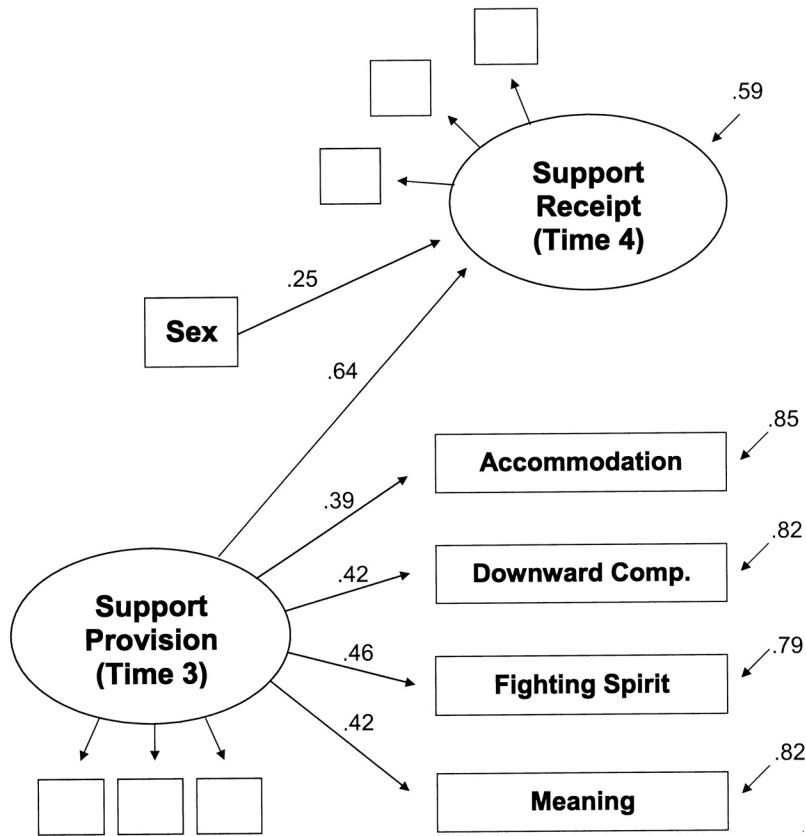 .59
Support
Receipt
(Time 4)
.25
Sex
.64
.85
Accommodation
.39
.82
Downward Comp.
.42
Support
Provision
(Time 3)
.79
.46
Fighting Spirit
.42
.82
Meaning